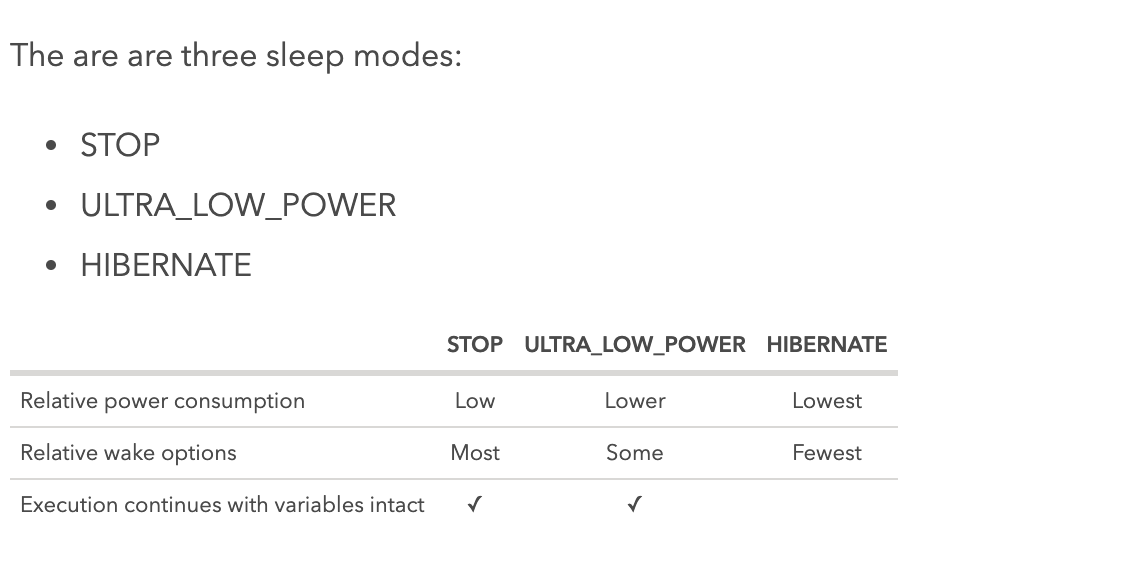 The are are three sleep modes:
• STOP
• ULTRA_LOW_POWER
• HIBERNATE
STOP ULTRA_LOW_POWER HIBERNATE
Relative power consumption Low Lower Lowest
Relative wake options Most Some Fewest
Execution continues with variables intact ✓ ✓